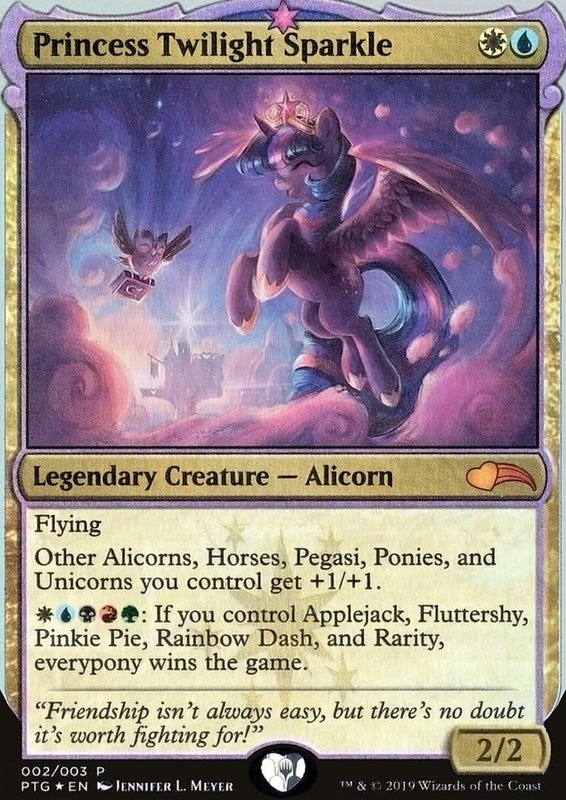 Princess Twilight Sparkle
Legendary Creature — Alicorn
Flying
Other Alicorns, Horses, Pegasi, Ponies, and
Unicorns you control get +1/+1.
: If you control Applejack, Fluttershy,
Pinkie Pie, Rainbow Dash, and Rarity,
everypony wins the game.
“Friendship isn't always easy, but there's no doubt
it's worth fighting for!”
2/2
002/003 P
PTG ★ EN Jennifer L. Meyer
™ & © 2019 Wizards of the Coast